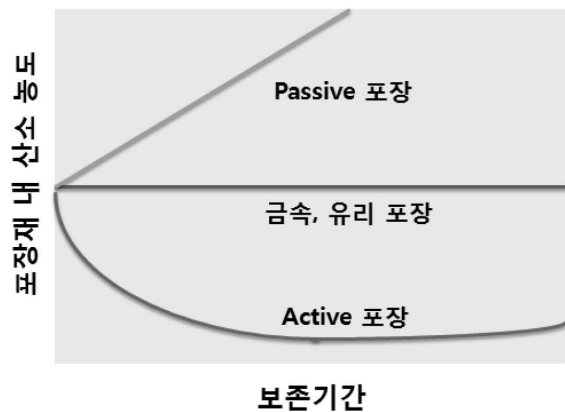 포장재 내 산소 농도
Passive 포장
금속, 유리 포장
Active 포장
보존기간